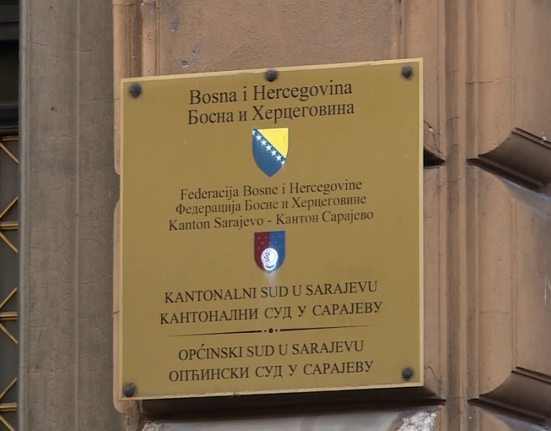 Bosna i Hercegovina
Босна и Херцеговина
Federacija Bosne i Hercegovine
Федерација Босне и Херцеговине
Kanton Sarajevo - Кантон Сарајево
KANTONALNI SUD U SARAJEVU
КАНТОНАЛНИ СУД У САРАЈЕВУ
OPĆINSKI SUD U SARAJEVU
ОПЋИНСКИ СУД У САРАЈЕВУ